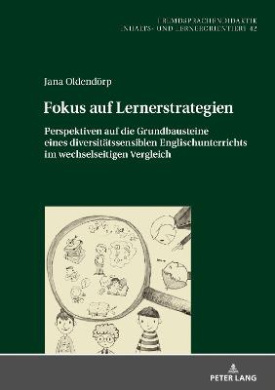 FREMDSPRACHENDIDAKTIK
INHALTS- UND LERNERORIENTIERT 42
Jana Oldendörp
Fokus auf Lernerstrategien
Perspektiven auf die Grundbausteine
eines diversitätssensiblen Englischunterrichts
im wechselseitigen Vergleich
PETER LANG